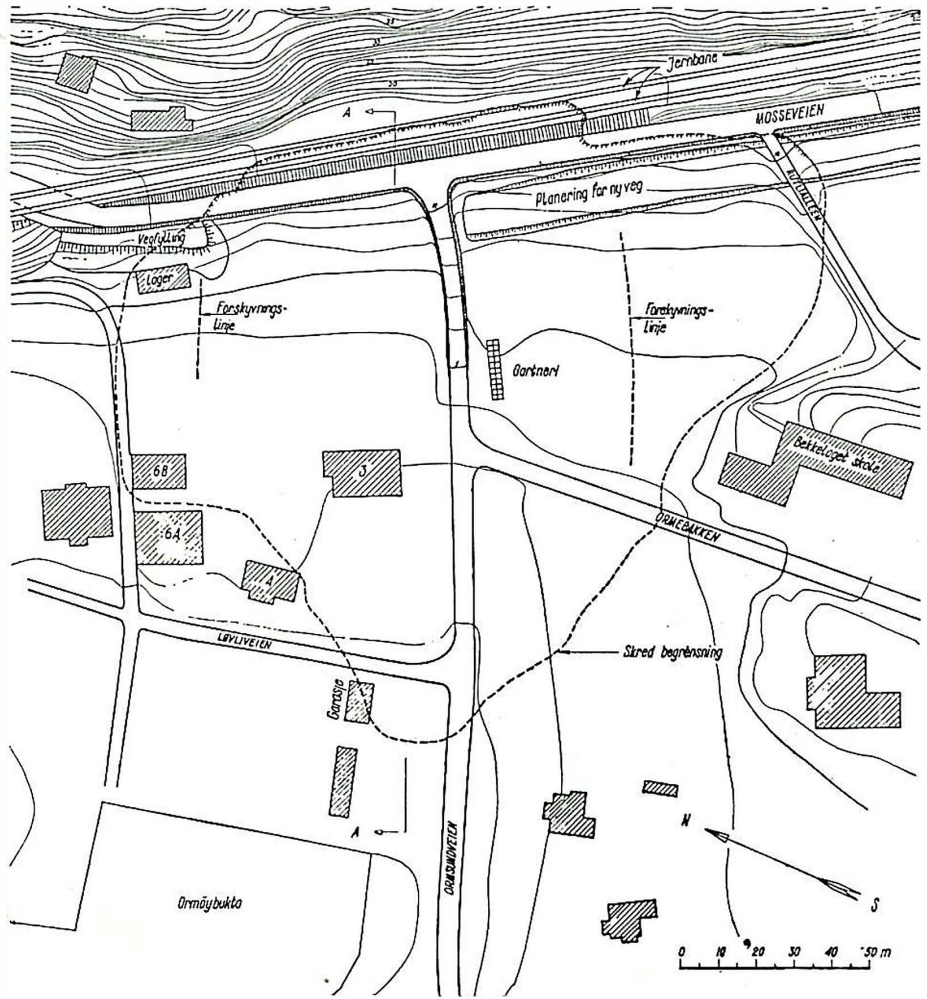 Jernbane
A
MOSSEVEIEN
Planering for ny veg
Vegfylling
Lager
Forskyvnings-
linje
Forskyvnings-
linje
Gartneri
6B
3
Bekkelaget skole
6A
4
ORMEBAKKEN
LØYLIVEIEN
Skred begrensning
Garasje
A
N
ORMSUNDVEIEN
Ormøybukta
S
0 10 20 30 40 50 m